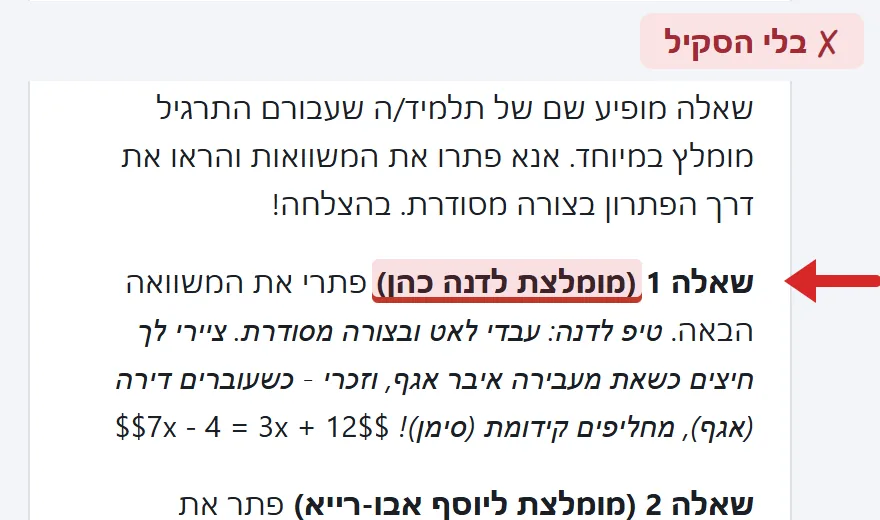 ✗ בלי הסקיל
שאלה מופיע שם של תלמיד/ה שעבורם התרגיל
מומלץ במיוחד. אנא פתרו את המשוואות והראו את
דרך הפתרון בצורה מסודרת. בהצלחה!
שאלה 1 (מומלצת לדנה כהן) פתרי את המשוואה
הבאה. טיפ לדנה: עבדי לאט ובצורה מסודרת. ציירי לך
חיצים כשאת מעבירה איבר אגף, וזכרי - כשעוברים דירה
(אגף), מחליפים קידומת (סימן)! $$7x - 4 = 3x + 12$$
שאלה 2 (מומלצת ליוסף אבו-רייא) פתר את